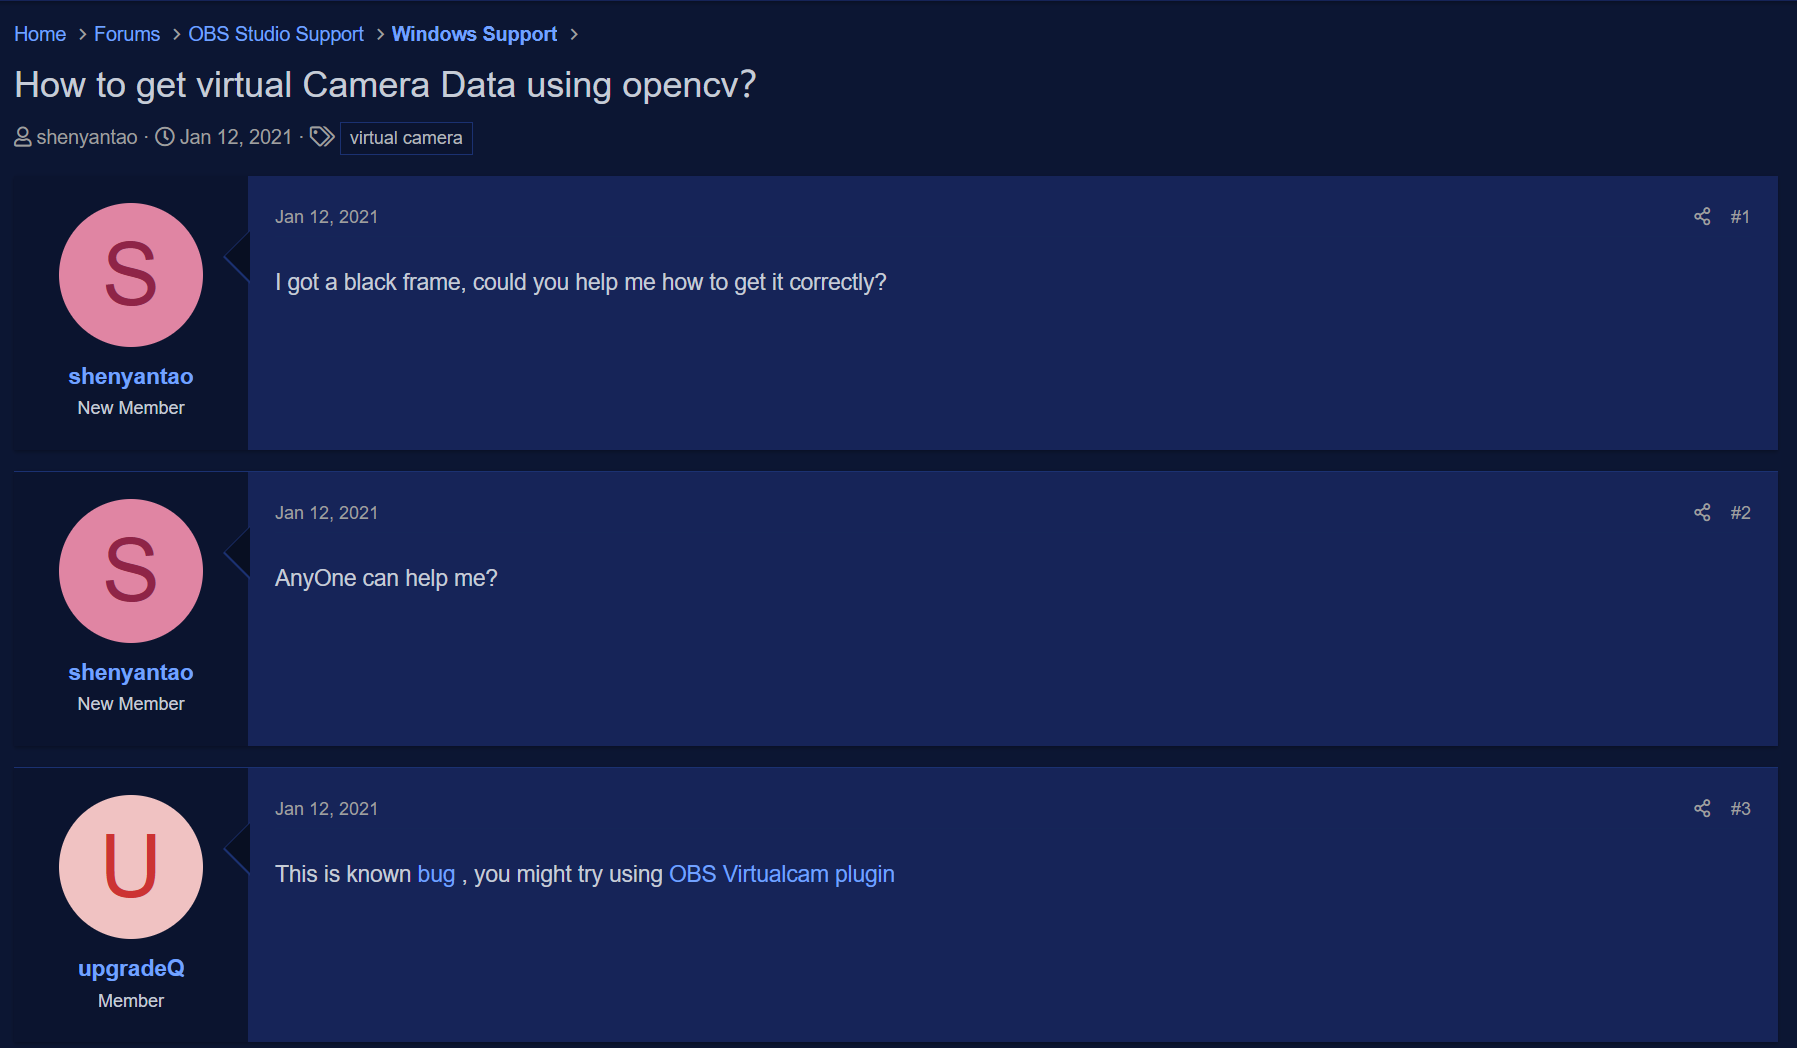 Home > Forums > OBS Studio Support > Windows Support >
How to get virtual Camera Data using opencv?
shenyantao · Jan 12, 2021 · virtual camera
S
shenyantao
New Member
Jan 12, 2021 #1
I got a black frame, could you help me how to get it correctly?
S
shenyantao
New Member
Jan 12, 2021 #2
AnyOne can help me?
U
upgradeQ
Member
Jan 12, 2021 #3
This is known bug , you might try using OBS Virtualcam plugin